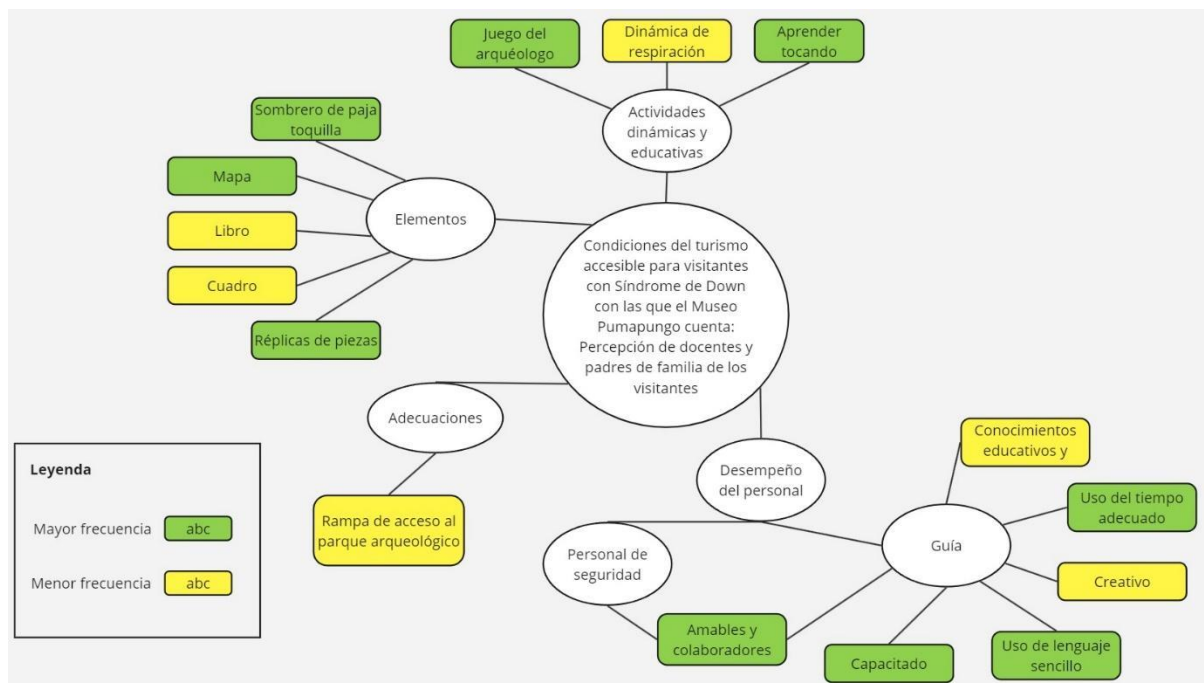 Juego del
arquéologo
Dinámica de
respiración
Aprender
tocando
Actividades
dinámicas y
educativas
Sombrero de paja
toquilla
Mapa
Libro
Cuadro
Réplicas de piezas
Elementos
Condiciones del turismo
accesible para visitantes
con Síndrome de Down
con las que el Museo
Pumapungo cuenta:
Percepción de docentes y
padres de familia de los
visitantes
Adecuaciones
Rampa de acceso al
parque arqueológico
Desempeño
del personal
Personal de
seguridad
Guía
Conocimientos
educativos y
Uso del tiempo
adecuado
Creativo
Uso de lenguaje
sencillo
Capacitado
Amables y
colaboradores
Leyenda
Mayor frecuencia abc
Menor frecuencia abc